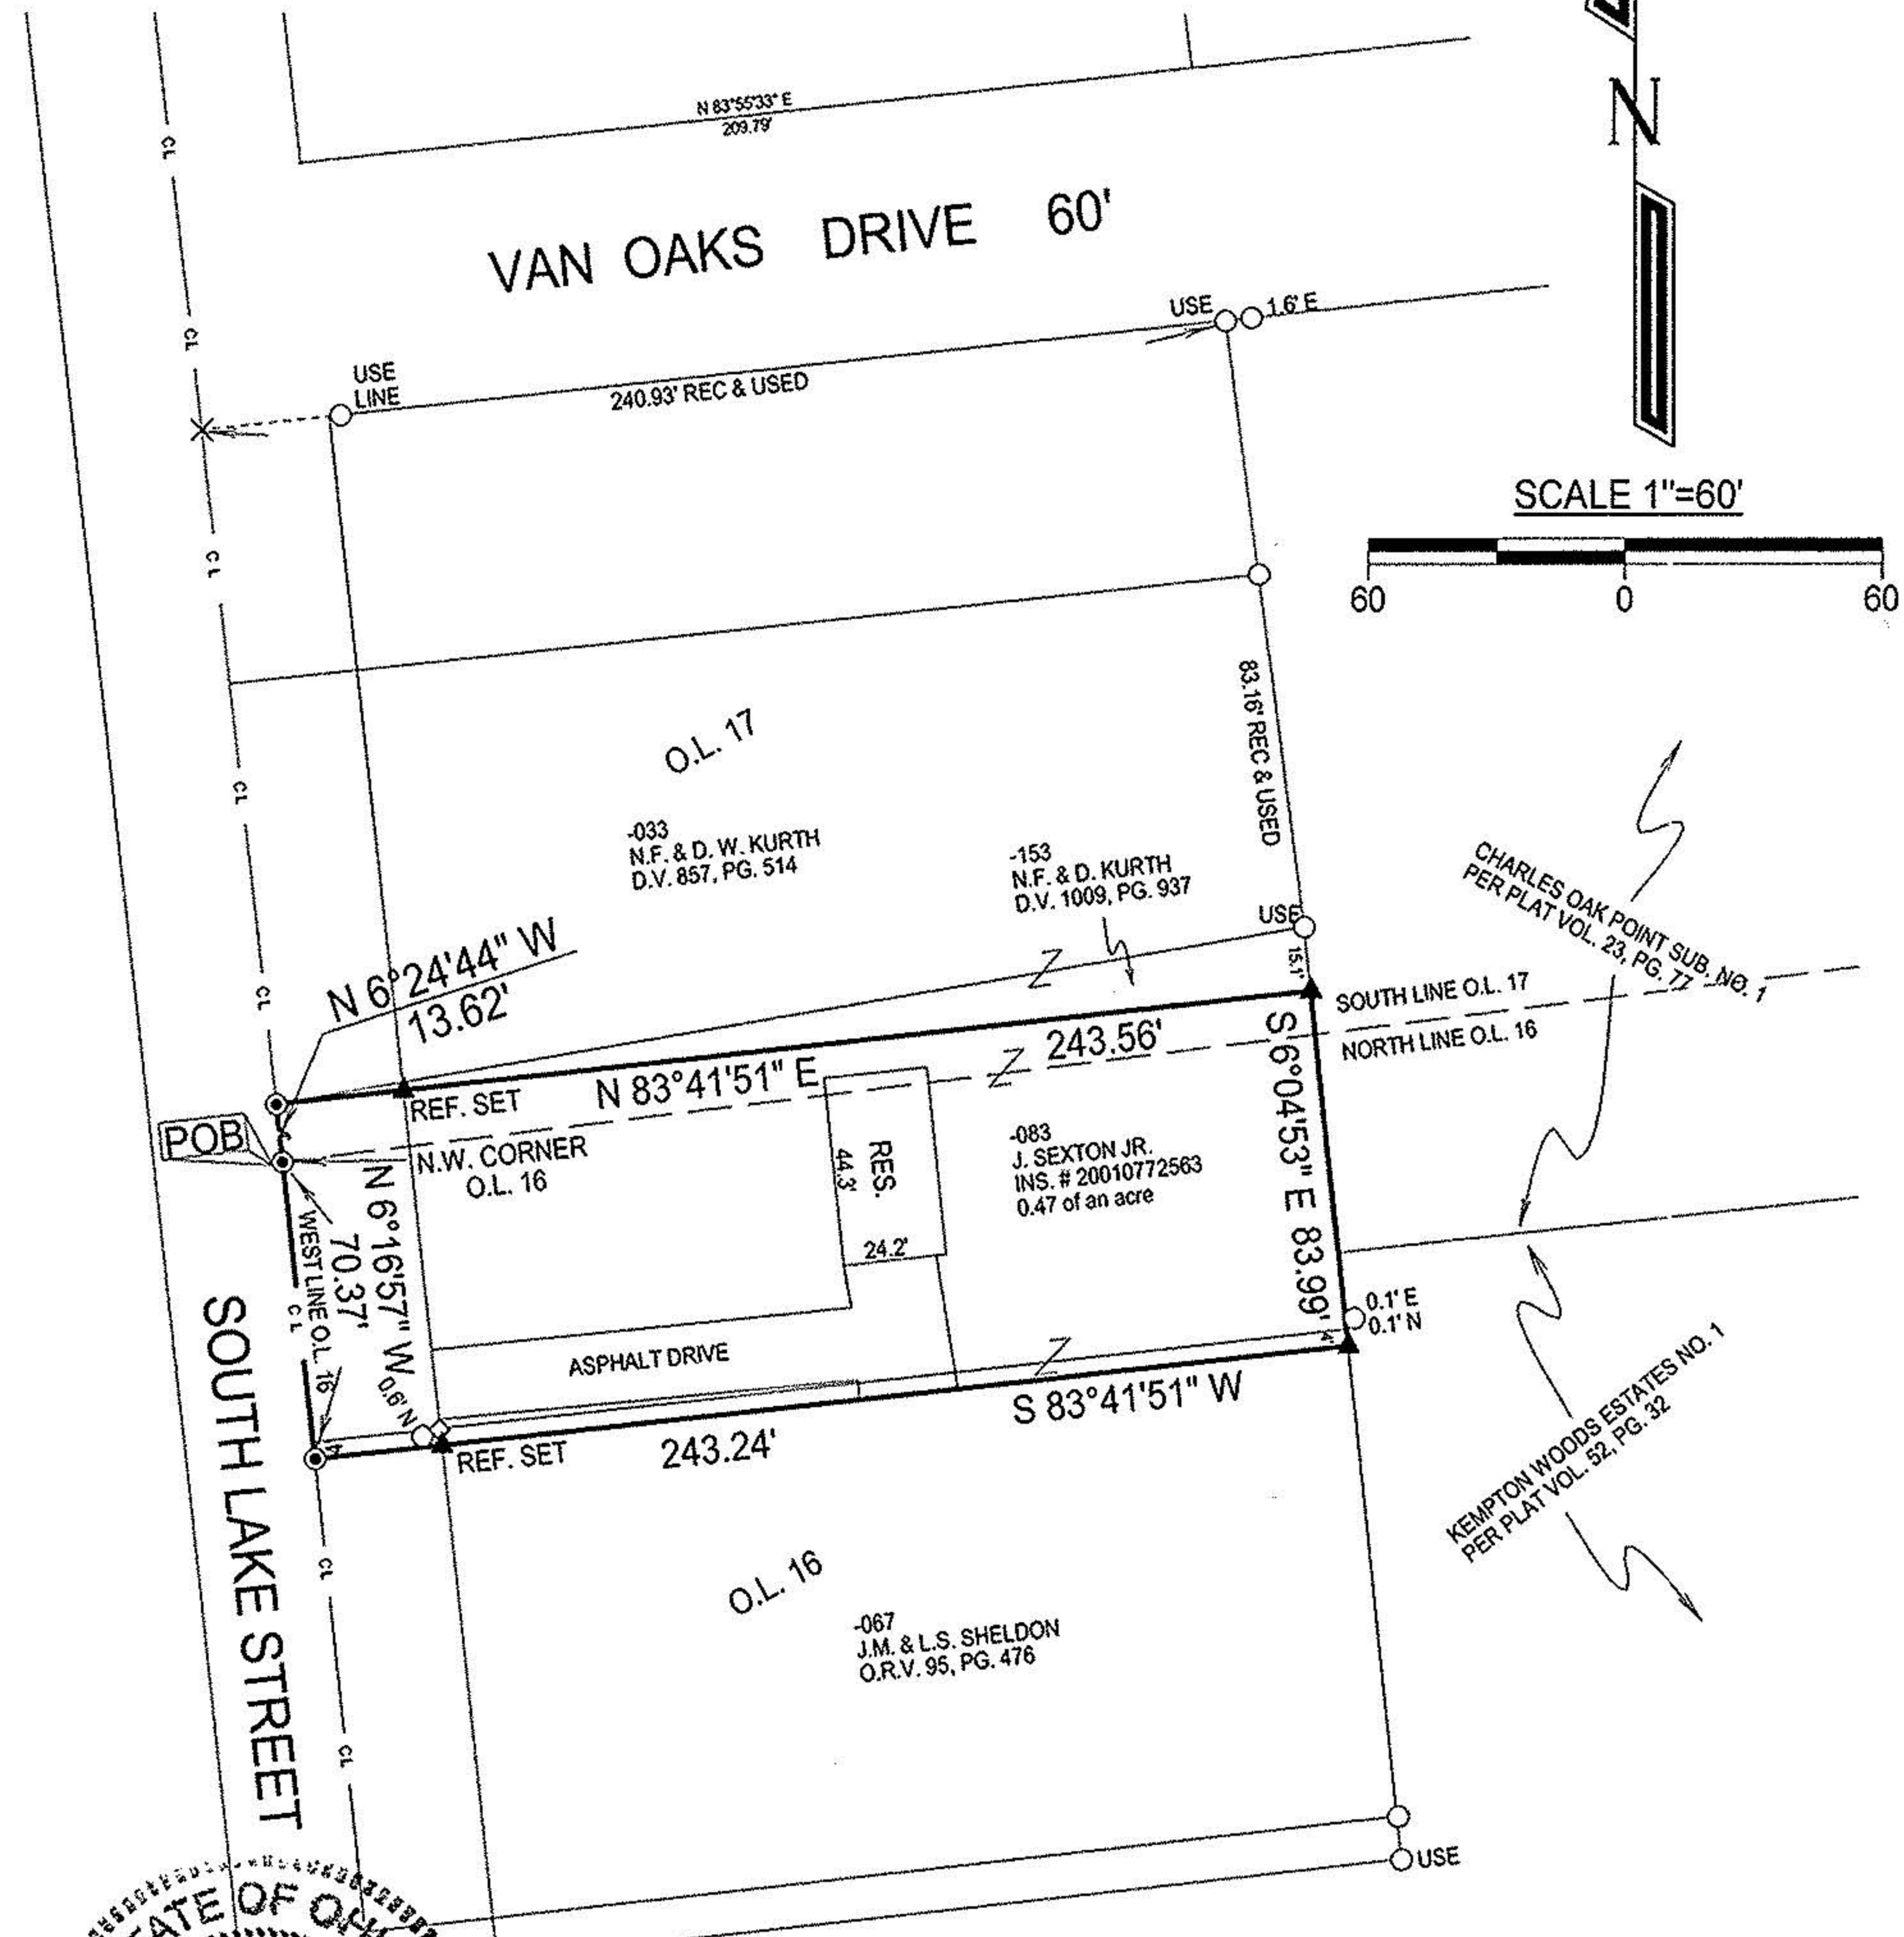 N
N 83°55'33" E
209.79'
VAN OAKS DRIVE 60'
USE
1.6' E
USE
LINE
240.93' REC & USED
SCALE 1"=60'
60 0 60
CL
CL
CL
CL
CL
CL
CL
CL
83.16' REC & USED
O.L. 17
-033
N.F. & D. W. KURTH
D.V. 857, PG. 514
-153
N.F. & D. KURTH
D.V. 1009, PG. 937
USE
15.1'
CHARLES OAK POINT SUB. NO. 1
PER PLAT VOL. 23, PG. 77
N 6°24'44" W
13.62'
SOUTH LINE O.L. 17
NORTH LINE O.L. 16
243.56'
N 83°41'51" E
REF. SET
POB
N.W. CORNER
O.L. 16
S 6°04'53" E 83.99'
RES.
44.3'
24.2'
-083
J. SEXTON JR.
INS. # 20010772563
0.47 of an acre
N 6°16'57" W
70.37'
WEST LINE O.L. 16
0.6' N
0.1' E
0.1' N
4'
4'
ASPHALT DRIVE
S 83°41'51" W
REF. SET
243.24'
SOUTH LAKE STREET
KEMPTON WOODS ESTATES NO. 1
PER PLAT VOL. 52, PG. 32
O.L. 16
-067
J.M. & L.S. SHELDON
O.R.V. 95, PG. 476
USE
Z
Z
Z